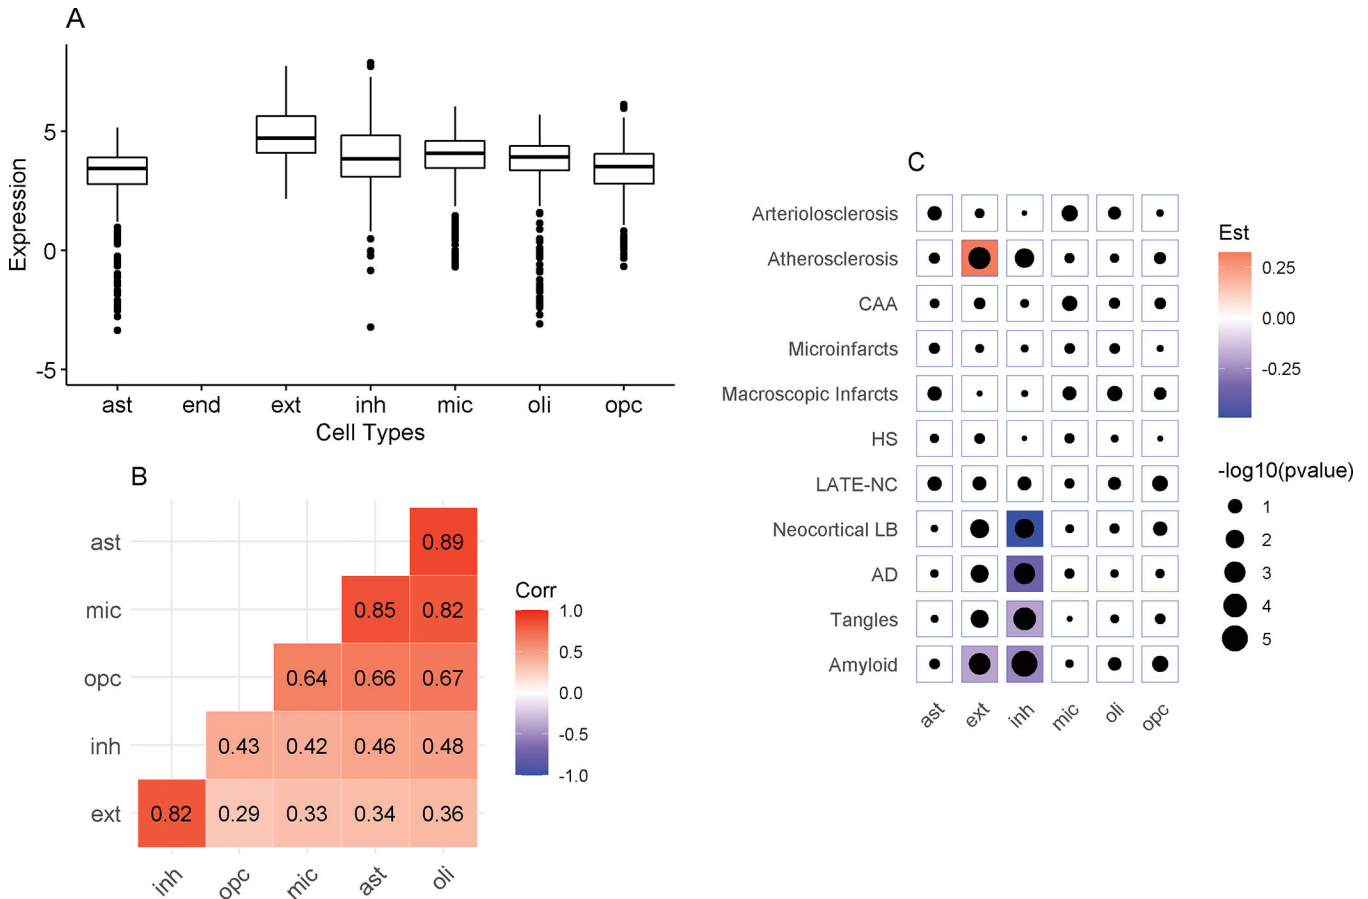 A
5
0
-5
Expression
ast end ext inh mic oli opc
Cell Types
B
ast 0.89
mic 0.85 0.82
opc 0.64 0.66 0.67
inh 0.43 0.42 0.46 0.48
ext 0.82 0.29 0.33 0.34 0.36
inh opc mic ast oli
Corr
1.0
0.5
0.0
-0.5
-1.0
C
Arteriolosclerosis
Atherosclerosis
CAA
Microinfarcts
Macroscopic Infarcts
HS
LATE-NC
Neocortical LB
AD
Tangles
Amyloid
ast ext inh mic oli opc
Est
0.25
0.00
-0.25
-log10(pvalue)
1
2
3
4
5